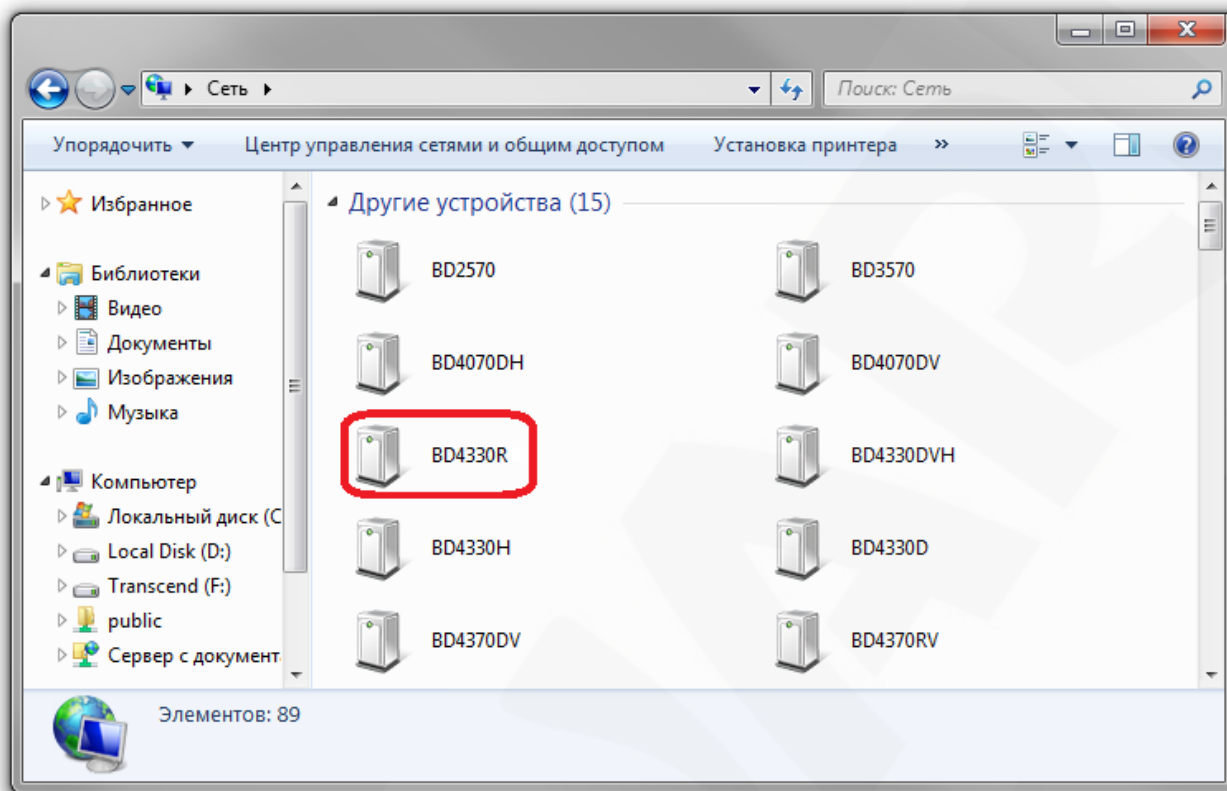 Сеть
Поиск: Сеть
Упорядочить Центр управления сетями и общим доступом Установка принтера »
Избранное
Библиотеки
Видео
Документы
Изображения
Музыка
Компьютер
Локальный диск (C
Local Disk (D:)
Transcend (F:)
public
Сервер с документ
Другие устройства (15)
BD2570
BD3570
BD4070DH
BD4070DV
BD4330R
BD4330DVH
BD4330H
BD4330D
BD4370DV
BD4370RV
Элементов: 89